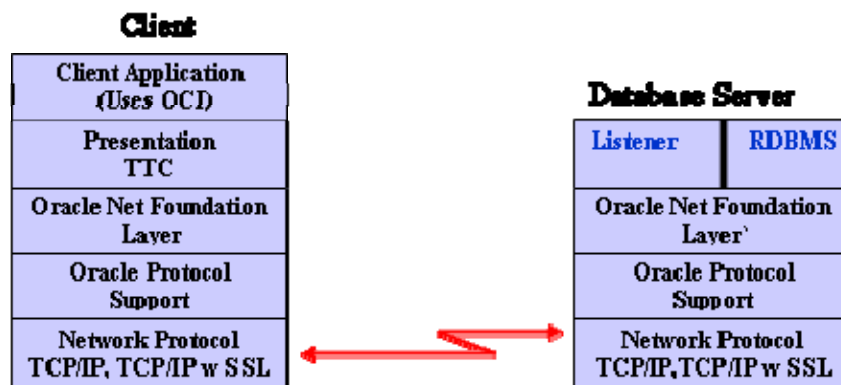 Client
Client Application
(Uses OCI)
Presentation
TTC
Oracle Net Foundation
Layer
Oracle Protocol
Support
Network Protocol
TCP/IP, TCP/IP w SSL
Database Server
Listener
RDBMS
Oracle Net Foundation
Layer`
Oracle Protocol
Support
Network Protocol
TCP/IP,TCP/IP w SSL